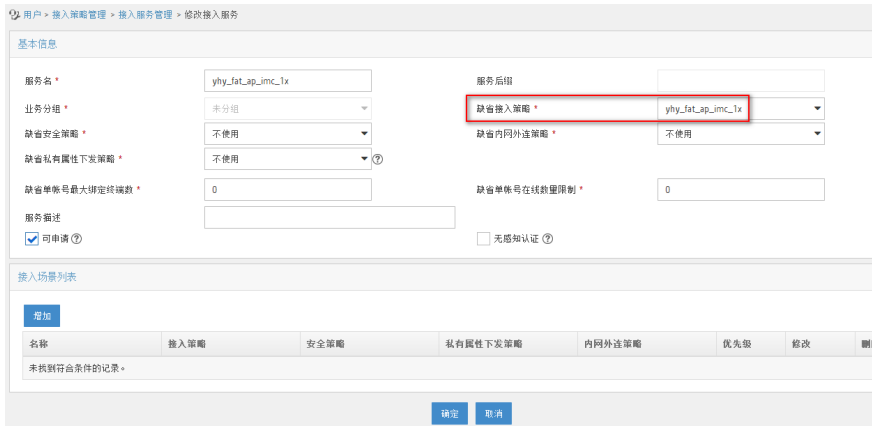 用户 > 接入策略管理 > 接入服务管理 > 修改接入服务
基本信息
服务名 * yhy_fat_ap_imc_1x 服务后缀
业务分组 * 未分组 缺省接入策略 * yhy_fat_ap_imc_1x
缺省安全策略 * 不使用 缺省内网外连策略 * 不使用
缺省私有属性下发策略 * 不使用 ?
缺省单帐号最大绑定终端数 * 0 缺省单帐号在线数量限制 * 0
服务描述
可申请 ? 无感知认证 ?
接入场景列表
增加
名称 接入策略 安全策略 私有属性下发策略 内网外连策略 优先级 修改
未找到符合条件的记录。
确定 取消